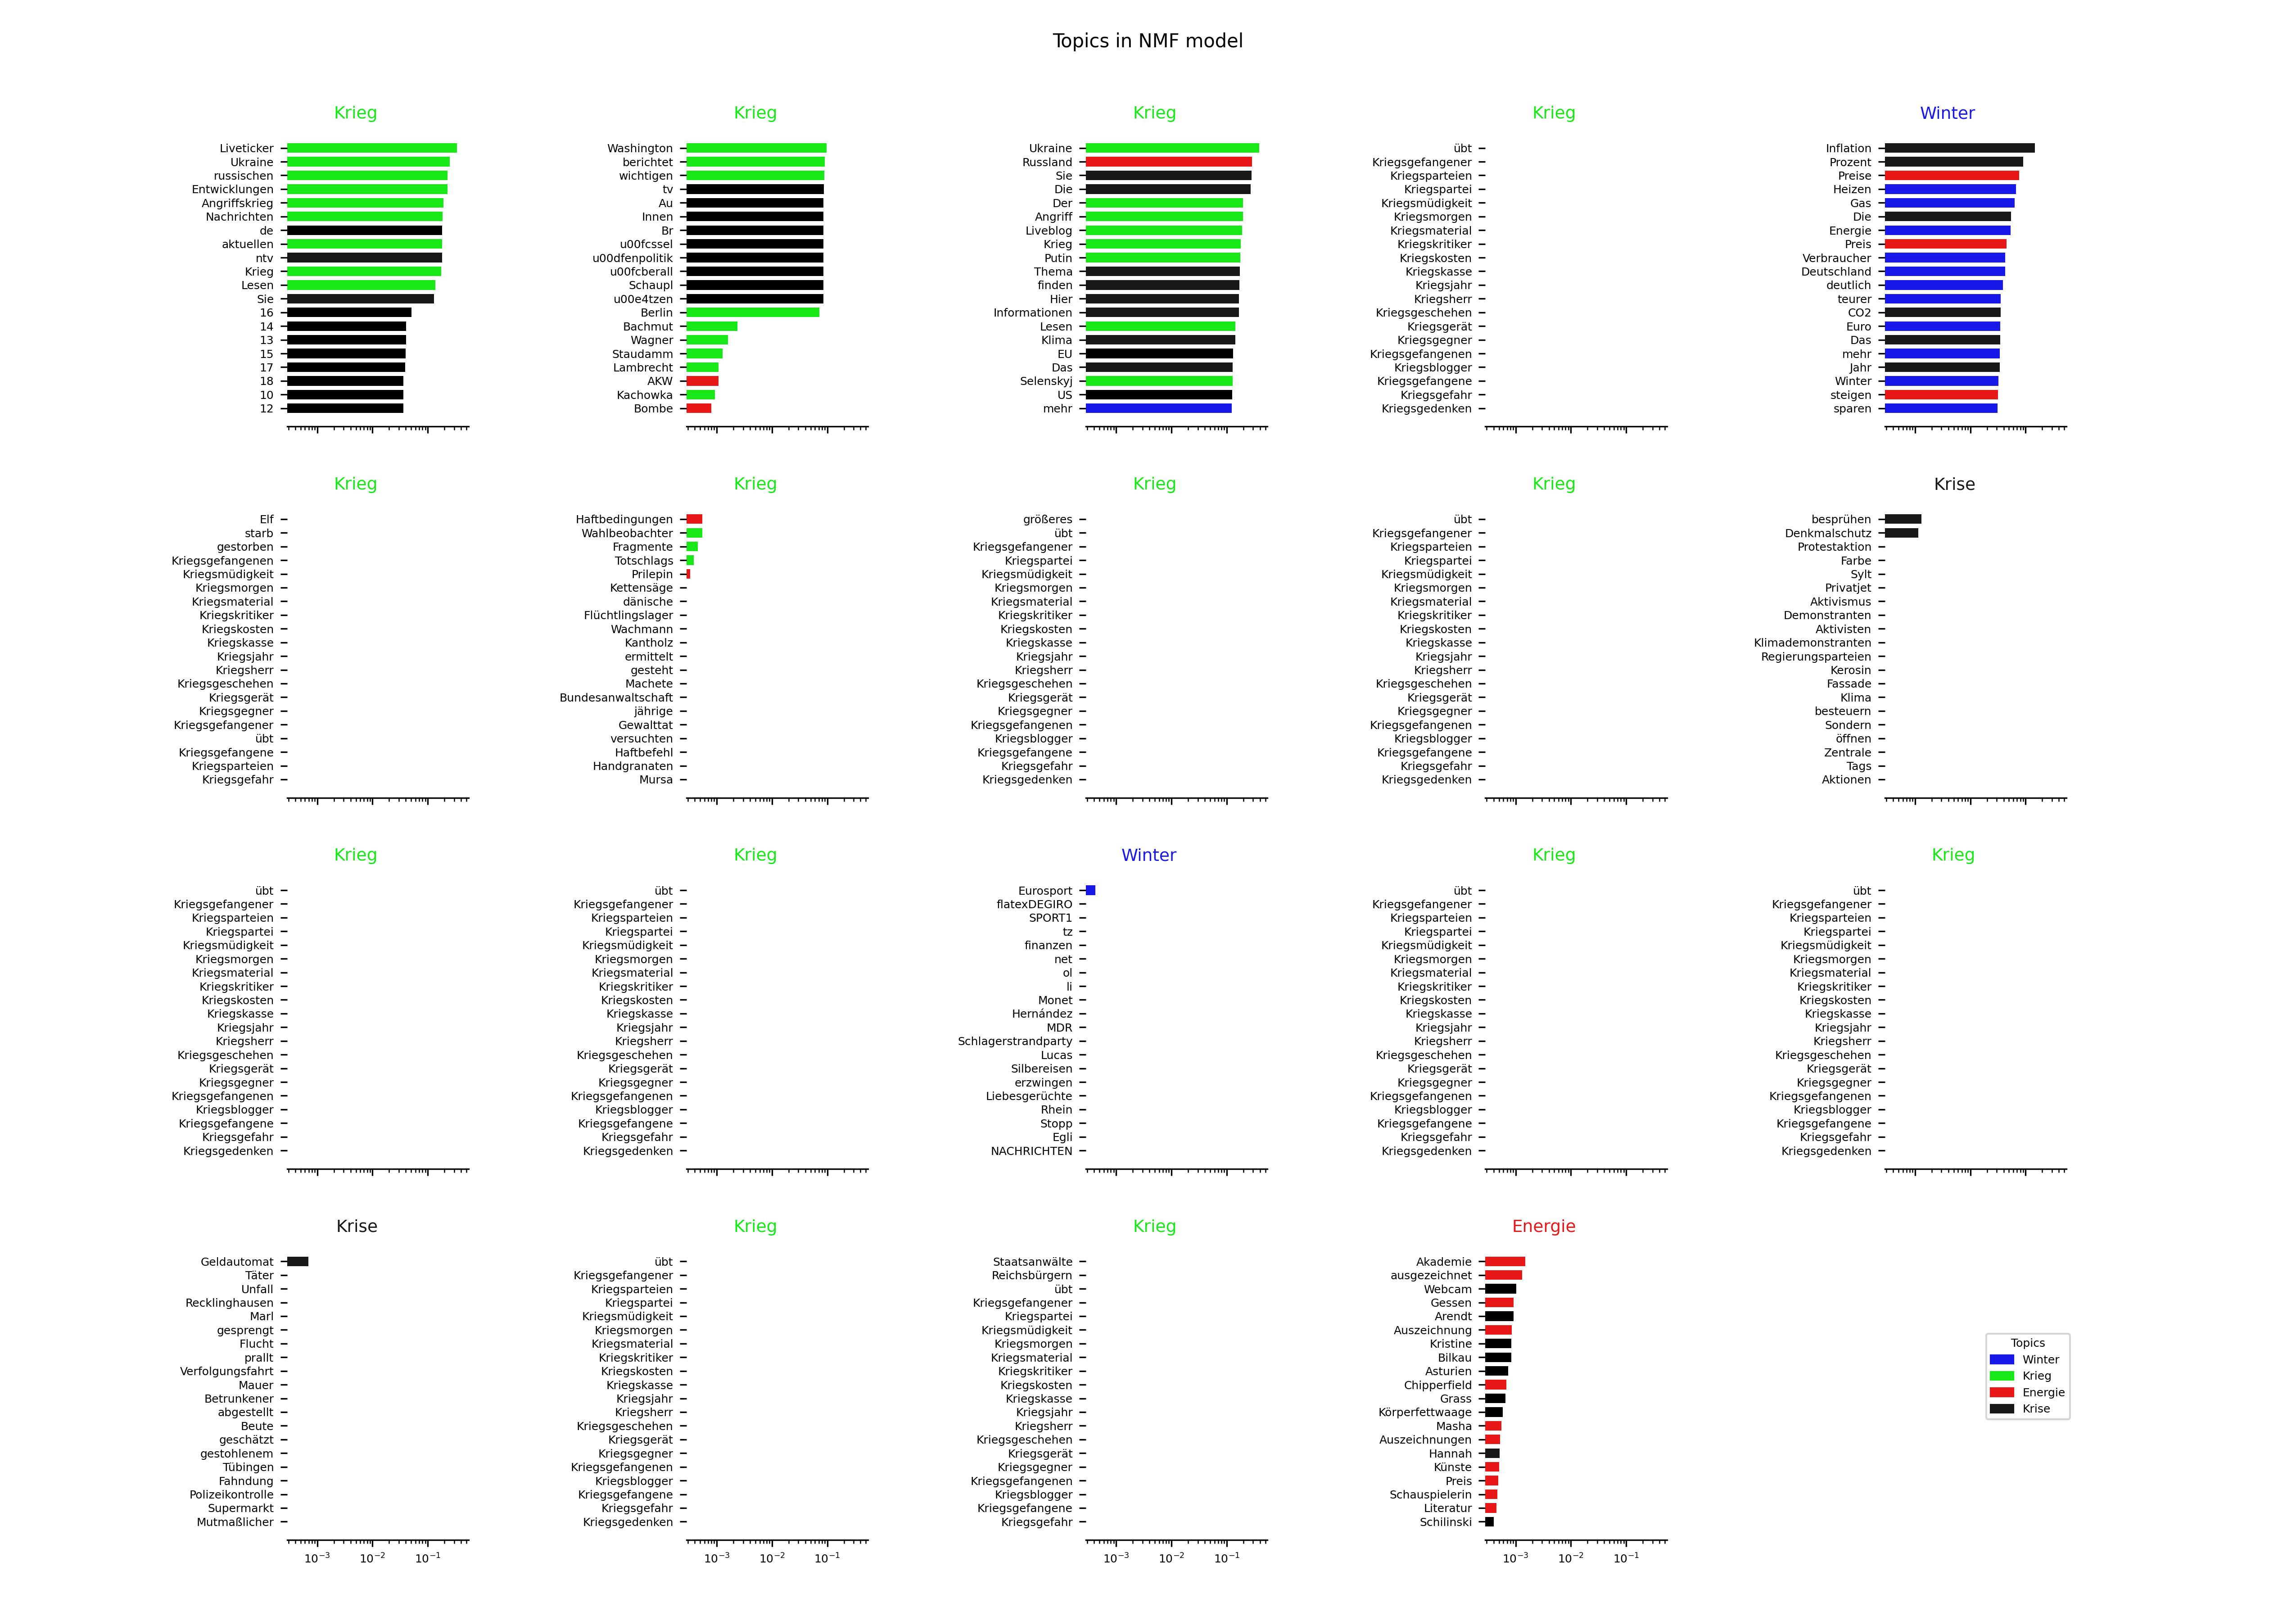 Topics in NMF model
Krieg
Liveticker
Ukraine
russischen
Entwicklungen
Angriffskrieg
Nachrichten
de
aktuellen
ntv
Krieg
Lesen
Sie
16
14
13
15
17
18
10
12
Krieg
Washington
berichtet
wichtigen
tv
Au
Innen
Br
u00fcssel
u00dfenpolitik
u00fcberall
Schaupl
u00e4tzen
Berlin
Bachmut
Wagner
Staudamm
Lambrecht
AKW
Kachowka
Bombe
Krieg
Ukraine
Russland
Sie
Die
Der
Angriff
Liveblog
Krieg
Putin
Thema
finden
Hier
Informationen
Lesen
Klima
EU
Das
Selenskyj
US
mehr
Krieg
übt
Kriegsgefangener
Kriegsparteien
Kriegspartei
Kriegsmüdigkeit
Kriegsmorgen
Kriegsmaterial
Kriegskritiker
Kriegskosten
Kriegskasse
Kriegsjahr
Kriegsherr
Kriegsgeschehen
Kriegsgerät
Kriegsgegner
Kriegsgefangenen
Kriegsblogger
Kriegsgefangene
Kriegsgefahr
Kriegsgedenken
Winter
Inflation
Prozent
Preise
Heizen
Gas
Die
Energie
Preis
Verbraucher
Deutschland
deutlich
teurer
CO2
Euro
Das
mehr
Jahr
Winter
steigen
sparen
Krieg
Elf
starb
gestorben
Kriegsgefangenen
Kriegsmüdigkeit
Kriegsmorgen
Kriegsmaterial
Kriegskritiker
Kriegskosten
Kriegskasse
Kriegsjahr
Kriegsherr
Kriegsgeschehen
Kriegsgerät
Kriegsgegner
Kriegsgefangener
übt
Kriegsgefangene
Kriegsparteien
Kriegsgefahr
Krieg
Haftbedingungen
Wahlbeobachter
Fragmente
Totschlags
Prilepin
Kettensäge
dänische
Flüchtlingslager
Wachmann
Kantholz
ermittelt
gesteht
Machete
Bundesanwaltschaft
jährige
Gewalttat
versuchten
Haftbefehl
Handgranaten
Mursa
Krieg
größeres
übt
Kriegsgefangener
Kriegspartei
Kriegsmüdigkeit
Kriegsmorgen
Kriegsmaterial
Kriegskritiker
Kriegskosten
Kriegskasse
Kriegsjahr
Kriegsherr
Kriegsgeschehen
Kriegsgerät
Kriegsgegner
Kriegsgefangenen
Kriegsblogger
Kriegsgefangene
Kriegsgefahr
Kriegsgedenken
Krieg
übt
Kriegsgefangener
Kriegsparteien
Kriegspartei
Kriegsmüdigkeit
Kriegsmorgen
Kriegsmaterial
Kriegskritiker
Kriegskosten
Kriegskasse
Kriegsjahr
Kriegsherr
Kriegsgeschehen
Kriegsgerät
Kriegsgegner
Kriegsgefangenen
Kriegsblogger
Kriegsgefangene
Kriegsgefahr
Kriegsgedenken
Krise
besprühen
Denkmalschutz
Protestaktion
Farbe
Sylt
Privatjet
Aktivismus
Demonstranten
Aktivisten
Klimademonstranten
Regierungsparteien
Kerosin
Fassade
Klima
besteuern
Sondern
öffnen
Zentrale
Tags
Aktionen
Krieg
übt
Kriegsgefangener
Kriegsparteien
Kriegspartei
Kriegsmüdigkeit
Kriegsmorgen
Kriegsmaterial
Kriegskritiker
Kriegskosten
Kriegskasse
Kriegsjahr
Kriegsherr
Kriegsgeschehen
Kriegsgerät
Kriegsgegner
Kriegsgefangenen
Kriegsblogger
Kriegsgefangene
Kriegsgefahr
Kriegsgedenken
Krieg
übt
Kriegsgefangener
Kriegsparteien
Kriegspartei
Kriegsmüdigkeit
Kriegsmorgen
Kriegsmaterial
Kriegskritiker
Kriegskosten
Kriegskasse
Kriegsjahr
Kriegsherr
Kriegsgeschehen
Kriegsgerät
Kriegsgegner
Kriegsgefangenen
Kriegsblogger
Kriegsgefangene
Kriegsgefahr
Kriegsgedenken
Winter
Eurosport
flatexDEGIRO
SPORT1
tz
finanzen
net
ol
li
Monet
Hernández
MDR
Schlagerstrandparty
Lucas
Silbereisen
erzwingen
Liebesgerüchte
Rhein
Stopp
Egli
NACHRICHTEN
Krieg
übt
Kriegsgefangener
Kriegsparteien
Kriegspartei
Kriegsmüdigkeit
Kriegsmorgen
Kriegsmaterial
Kriegskritiker
Kriegskosten
Kriegskasse
Kriegsjahr
Kriegsherr
Kriegsgeschehen
Kriegsgerät
Kriegsgegner
Kriegsgefangenen
Kriegsblogger
Kriegsgefangene
Kriegsgefahr
Kriegsgedenken
Krieg
übt
Kriegsgefangener
Kriegsparteien
Kriegspartei
Kriegsmüdigkeit
Kriegsmorgen
Kriegsmaterial
Kriegskritiker
Kriegskosten
Kriegskasse
Kriegsjahr
Kriegsherr
Kriegsgeschehen
Kriegsgerät
Kriegsgegner
Kriegsgefangenen
Kriegsblogger
Kriegsgefangene
Kriegsgefahr
Kriegsgedenken
Krise
Geldautomat
Täter
Unfall
Recklinghausen
Marl
gesprengt
Flucht
prallt
Verfolgungsfahrt
Mauer
Betrunkener
abgestellt
Beute
geschätzt
gestohlenem
Tübingen
Fahndung
Polizeikontrolle
Supermarkt
Mutmaßlicher
10⁻³ 10⁻² 10⁻¹
Krieg
übt
Kriegsgefangener
Kriegsparteien
Kriegspartei
Kriegsmüdigkeit
Kriegsmorgen
Kriegsmaterial
Kriegskritiker
Kriegskosten
Kriegskasse
Kriegsjahr
Kriegsherr
Kriegsgeschehen
Kriegsgerät
Kriegsgegner
Kriegsgefangenen
Kriegsblogger
Kriegsgefangene
Kriegsgefahr
Kriegsgedenken
10⁻³ 10⁻² 10⁻¹
Krieg
Staatsanwälte
Reichsbürgern
übt
Kriegsgefangener
Kriegspartei
Kriegsmüdigkeit
Kriegsmorgen
Kriegsmaterial
Kriegskritiker
Kriegskosten
Kriegskasse
Kriegsjahr
Kriegsherr
Kriegsgeschehen
Kriegsgerät
Kriegsgegner
Kriegsgefangenen
Kriegsblogger
Kriegsgefangene
Kriegsgefahr
10⁻³ 10⁻² 10⁻¹
Energie
Akademie
ausgezeichnet
Webcam
Gessen
Arendt
Auszeichnung
Kristine
Bilkau
Asturien
Chipperfield
Grass
Körperfettwaage
Masha
Auszeichnungen
Hannah
Künste
Preis
Schauspielerin
Literatur
Schilinski
10⁻³ 10⁻² 10⁻¹
Topics
Winter
Krieg
Energie
Krise